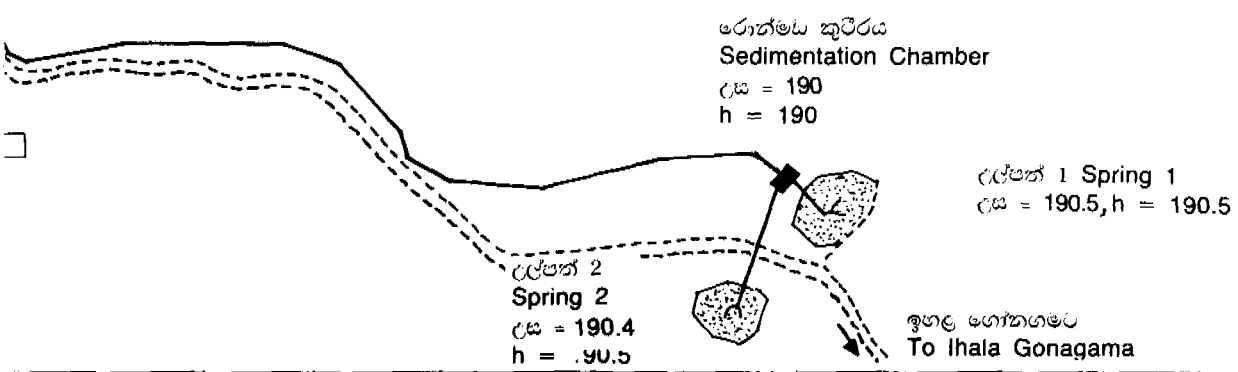 රොන්මඩ කුටීරය
Sedimentation Chamber
උස = 190
h = 190
උල්පත් 1 Spring 1
උස = 190.5, h = 190.5
උල්පත් 2
Spring 2
උස = 190.4
h =
ඉහළ ගෝනගමට
To Ihala Gonagama